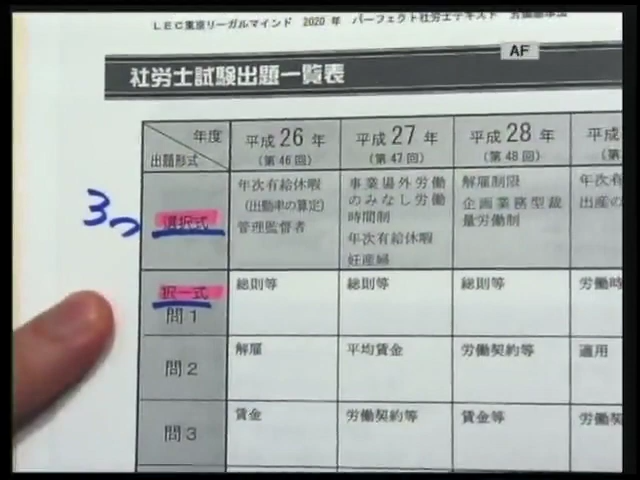 LEC東京リーガルマインド 2020年 パーフェクト社労士テキスト
AF
社労士試験出題一覧表
年度
出題形式
平成26年
(第46回)
平成27年
(第47回)
平成28年
(第48回)
平成
(第
3つ
選択式
年次有給休暇
(出勤率の算定)
管理監督者
事業場外労働
のみなし労働
時間制
年次有給休暇
妊産婦
解雇制限
企画業務型裁
量労働制
年次有
出産の
択一式
問1
総則等
総則等
総則等
労働時
問2
解雇
平均賃金
労働契約等
適用
問3
賃金
労働契約等
賃金等
労働契